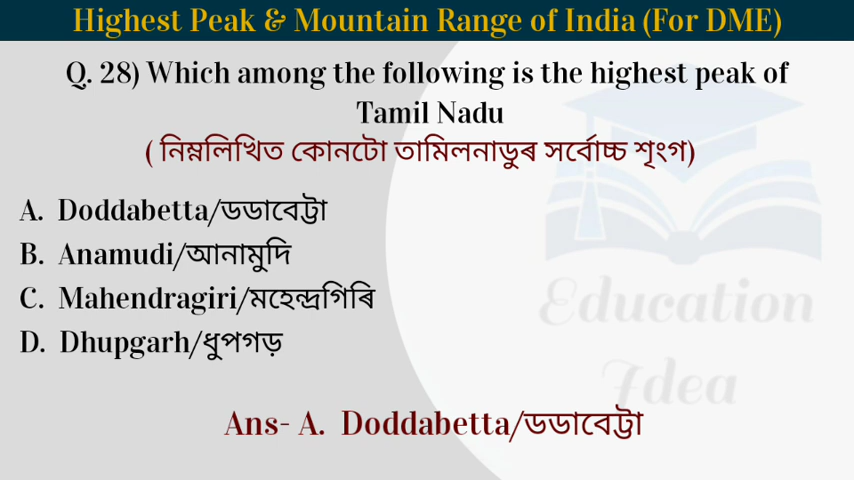 Highest Peak & Mountain Range of India (For DME)
Q. 28) Which among the following is the highest peak of
Tamil Nadu
( নিম্নলিখিত কোনটো তামিলনাডুৰ সৰ্বোচ্চ শৃংগ)
A. Doddabetta/ডডাবেট্টা
B. Anamudi/আনামুদি
C. Mahendragiri/মহেন্দ্ৰগিৰি
D. Dhupgarh/ধুপগড়
Education
Idea
Ans- A. Doddabetta/ডডাবেট্টা